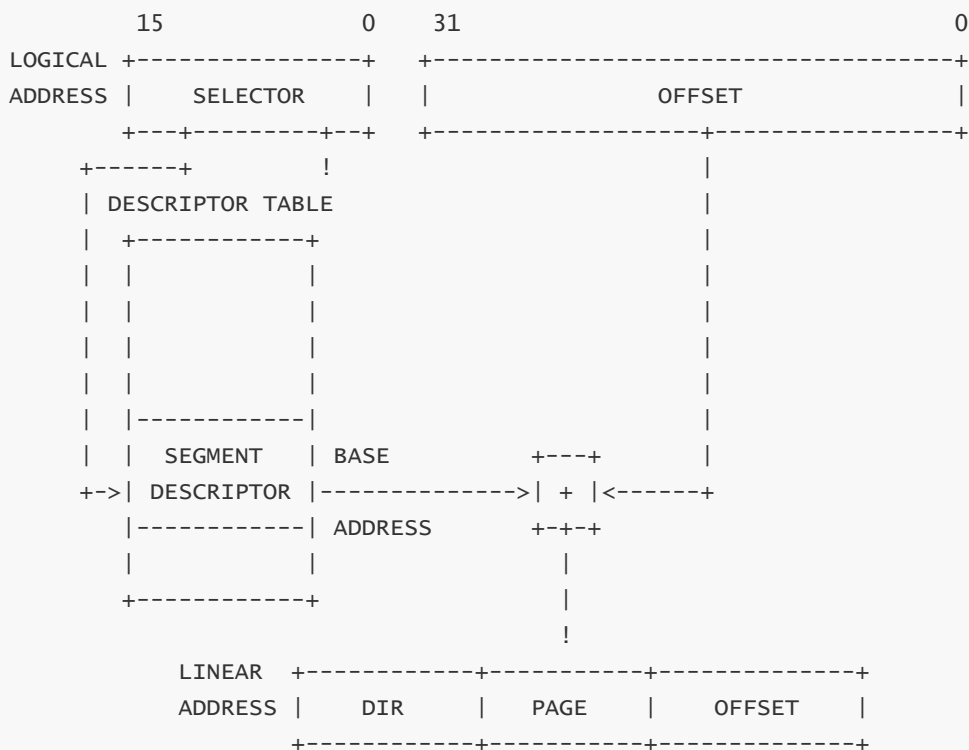 15 0 31 0
LOGICAL +----------------+ +-------------------------------------+
ADDRESS | SELECTOR | | OFFSET |
+---+---------+--+ +-------------------+-----------------+
+------+ ! |
| DESCRIPTOR TABLE |
| +------------+ |
| | | |
| | | |
| | | |
| | | |
| |------------| |
| | SEGMENT | BASE +---+ |
+->| DESCRIPTOR |-------------->| + |<------+
|------------| ADDRESS +-+-+
| | |
+------------+ |
!
LINEAR +------------+-----------+--------------+
ADDRESS | DIR | PAGE | OFFSET |
+------------+-----------+--------------+